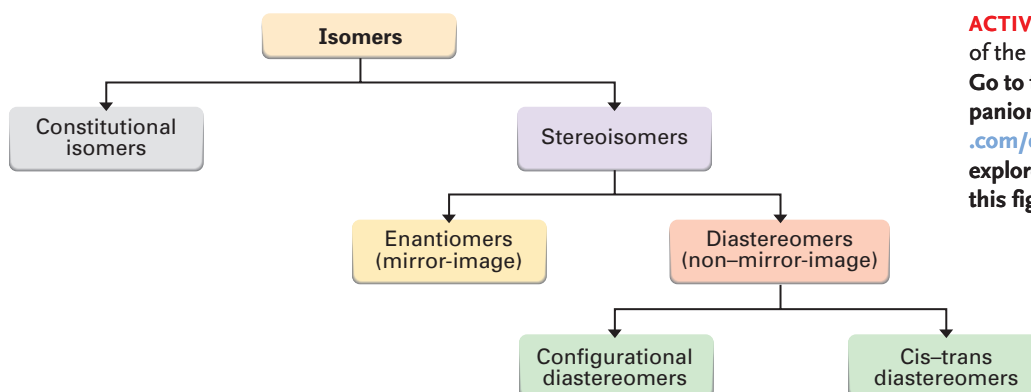 Isomers
Constitutional
isomers
Stereoisomers
Enantiomers
(mirror-image)
Diastereomers
(non–mirror-image)
Configurational
diastereomers
Cis–trans
diastereomers
ACTIV
of the
Go to
panion
.com/
explor
this fig